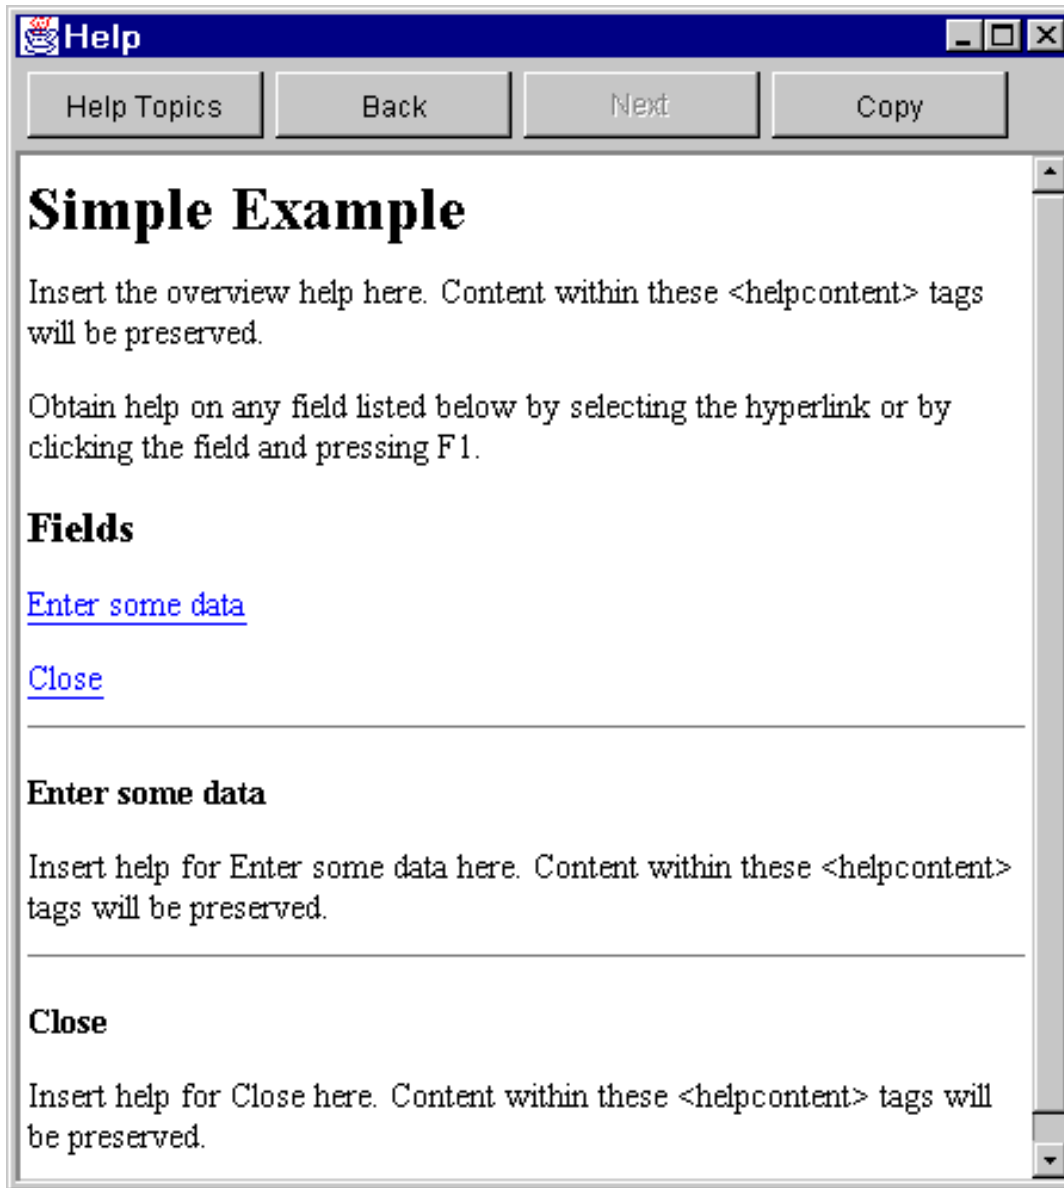 Help
Help Topics Back Next Copy
Simple Example
Insert the overview help here. Content within these <helpcontent> tags
will be preserved.
Obtain help on any field listed below by selecting the hyperlink or by
clicking the field and pressing F1.
Fields
Enter some data
Close
Enter some data
Insert help for Enter some data here. Content within these <helpcontent>
tags will be preserved.
Close
Insert help for Close here. Content within these <helpcontent> tags will
be preserved.